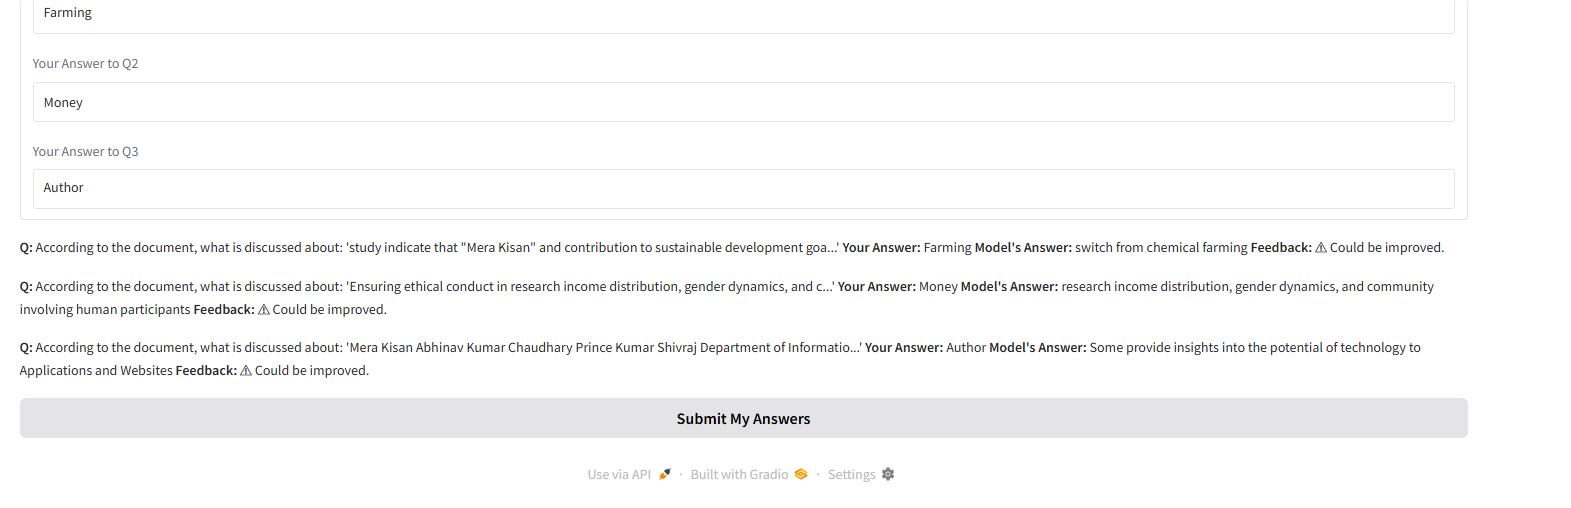 Farming
Your Answer to Q2
Money
Your Answer to Q3
Author
Q: According to the document, what is discussed about: 'study indicate that "Mera Kisan" and contribution to sustainable development goa...' Your Answer: Farming Model's Answer: switch from chemical farming Feedback: ⚠ Could be improved.
Q: According to the document, what is discussed about: 'Ensuring ethical conduct in research income distribution, gender dynamics, and c...' Your Answer: Money Model's Answer: research income distribution, gender dynamics, and community
involving human participants Feedback: ⚠ Could be improved.
Q: According to the document, what is discussed about: 'Mera Kisan Abhinav Kumar Chaudhary Prince Kumar Shivraj Department of Informatio...' Your Answer: Author Model's Answer: Some provide insights into the potential of technology to
Applications and Websites Feedback: ⚠ Could be improved.
Submit My Answers
Use via API · Built with Gradio · Settings